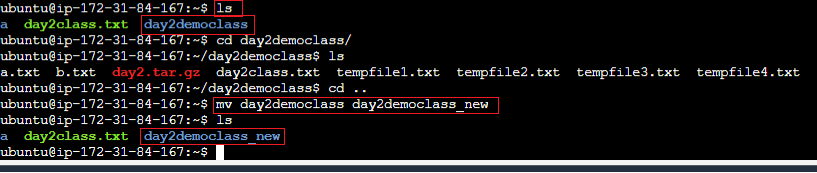 ubuntu@ip-172-31-84-167:~$ ls
a  day2class.txt  day2democlass
ubuntu@ip-172-31-84-167:~$ cd day2democlass/
ubuntu@ip-172-31-84-167:~/day2democlass$ ls
a.txt  b.txt  day2.tar.gz  day2class.txt  tempfile1.txt  tempfile2.txt  tempfile3.txt  tempfile4.txt
ubuntu@ip-172-31-84-167:~/day2democlass$ cd ..
ubuntu@ip-172-31-84-167:~$ mv day2democlass day2democlass_new
ubuntu@ip-172-31-84-167:~$ ls
a  day2class.txt  day2democlass_new
ubuntu@ip-172-31-84-167:~$